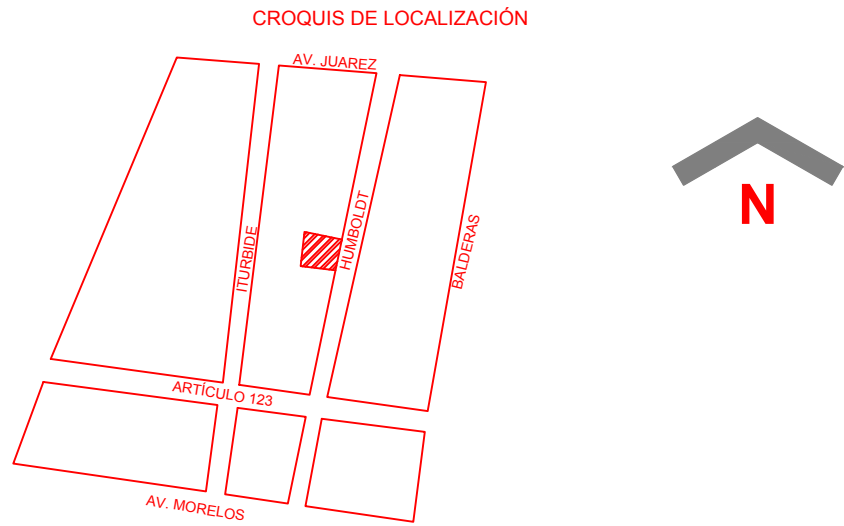 CROQUIS DE LOCALIZACIÓN
AV. JUAREZ
N
HUMBOLDT
ITURBIDE
BALDERAS
ARTÍCULO 123
AV. MORELOS